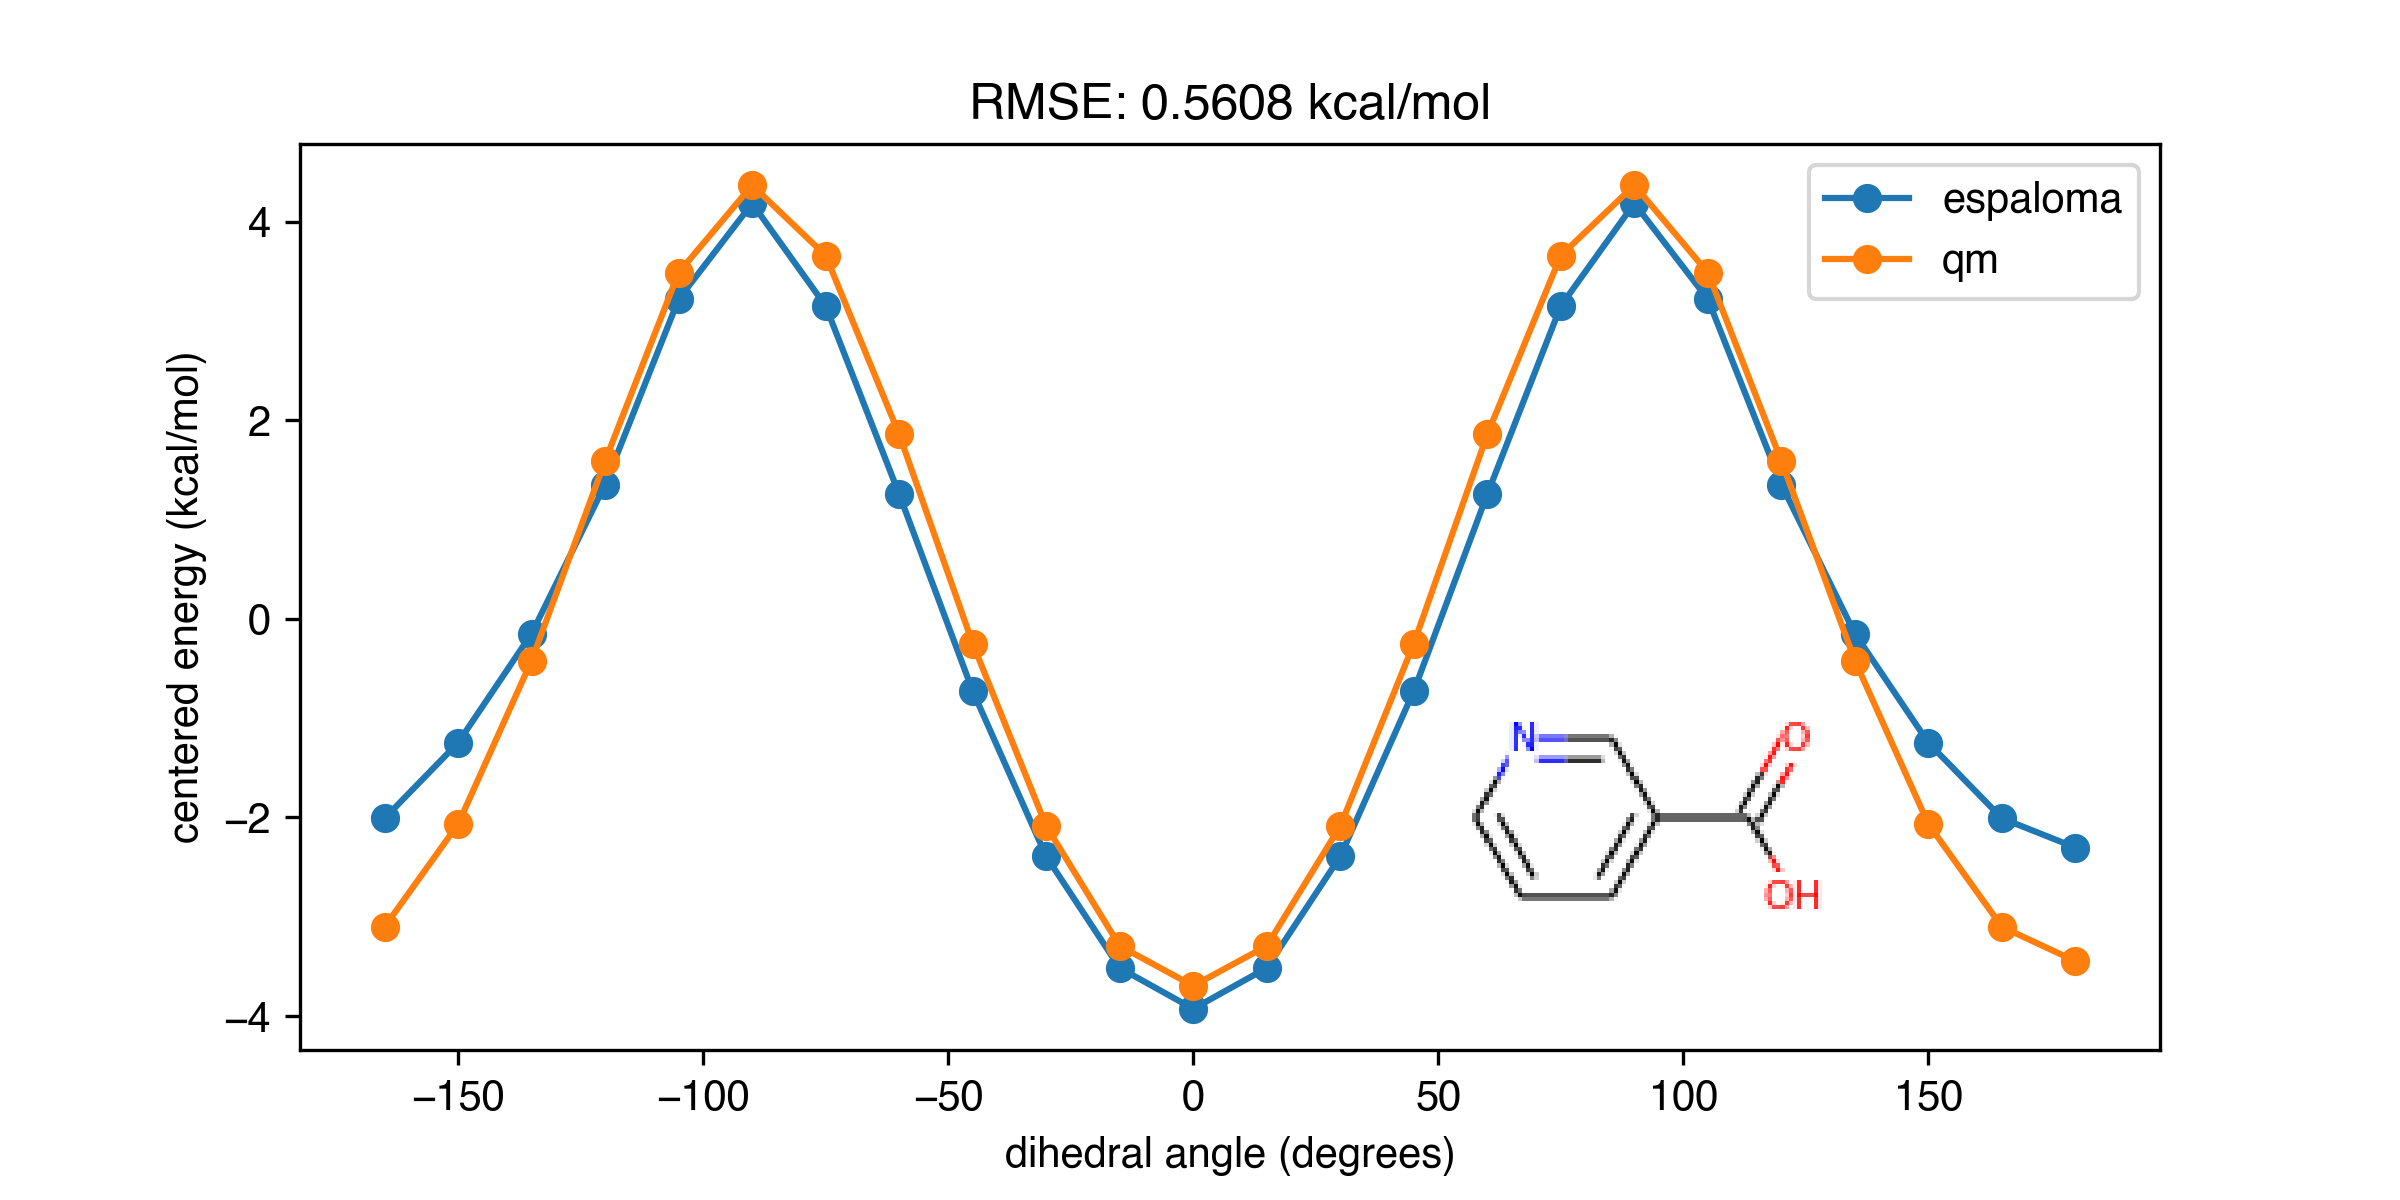 RMSE: 0.5608 kcal/mol
espaloma
qm
centered energy (kcal/mol)
4
2
0
−2
−4
N
O
OH
−150
−100
−50
0
50
100
150
dihedral angle (degrees)